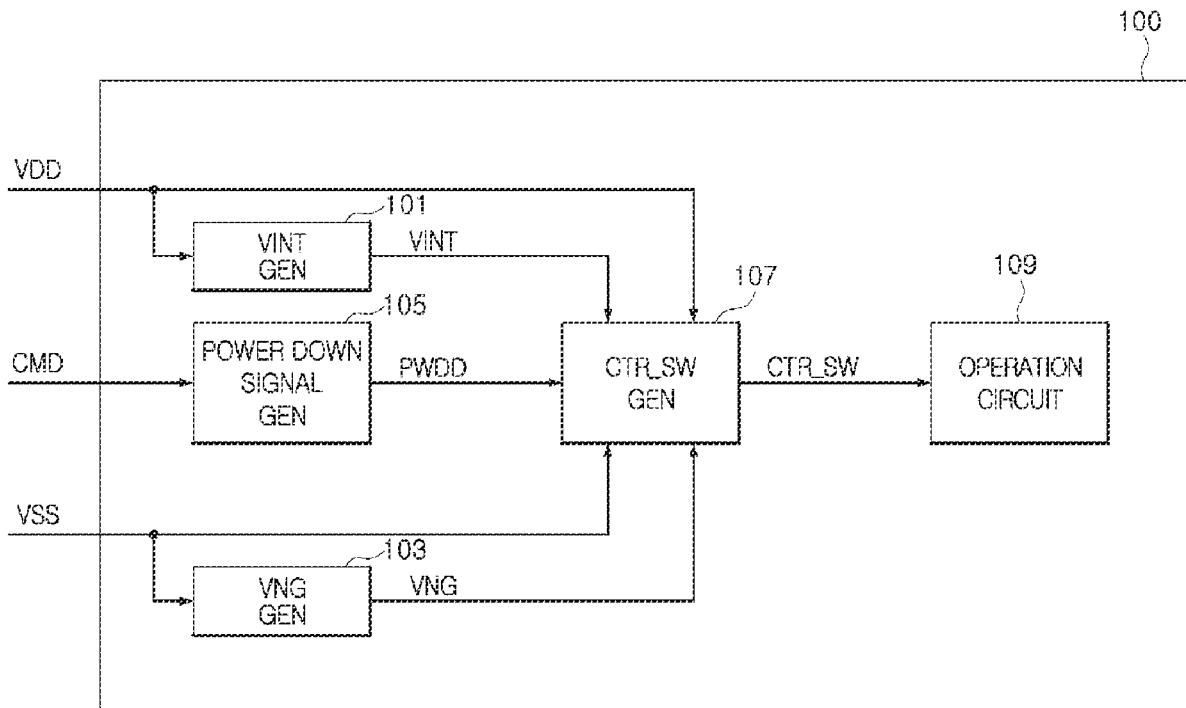 100
VDD
101
VINT
GEN
VINT
107
109
105
CMD
POWER DOWN
SIGNAL
GEN
PWDD
CTR_SW
GEN
CTR_SW
OPERATION
CIRCUIT
VSS
103
VNG
GEN
VNG